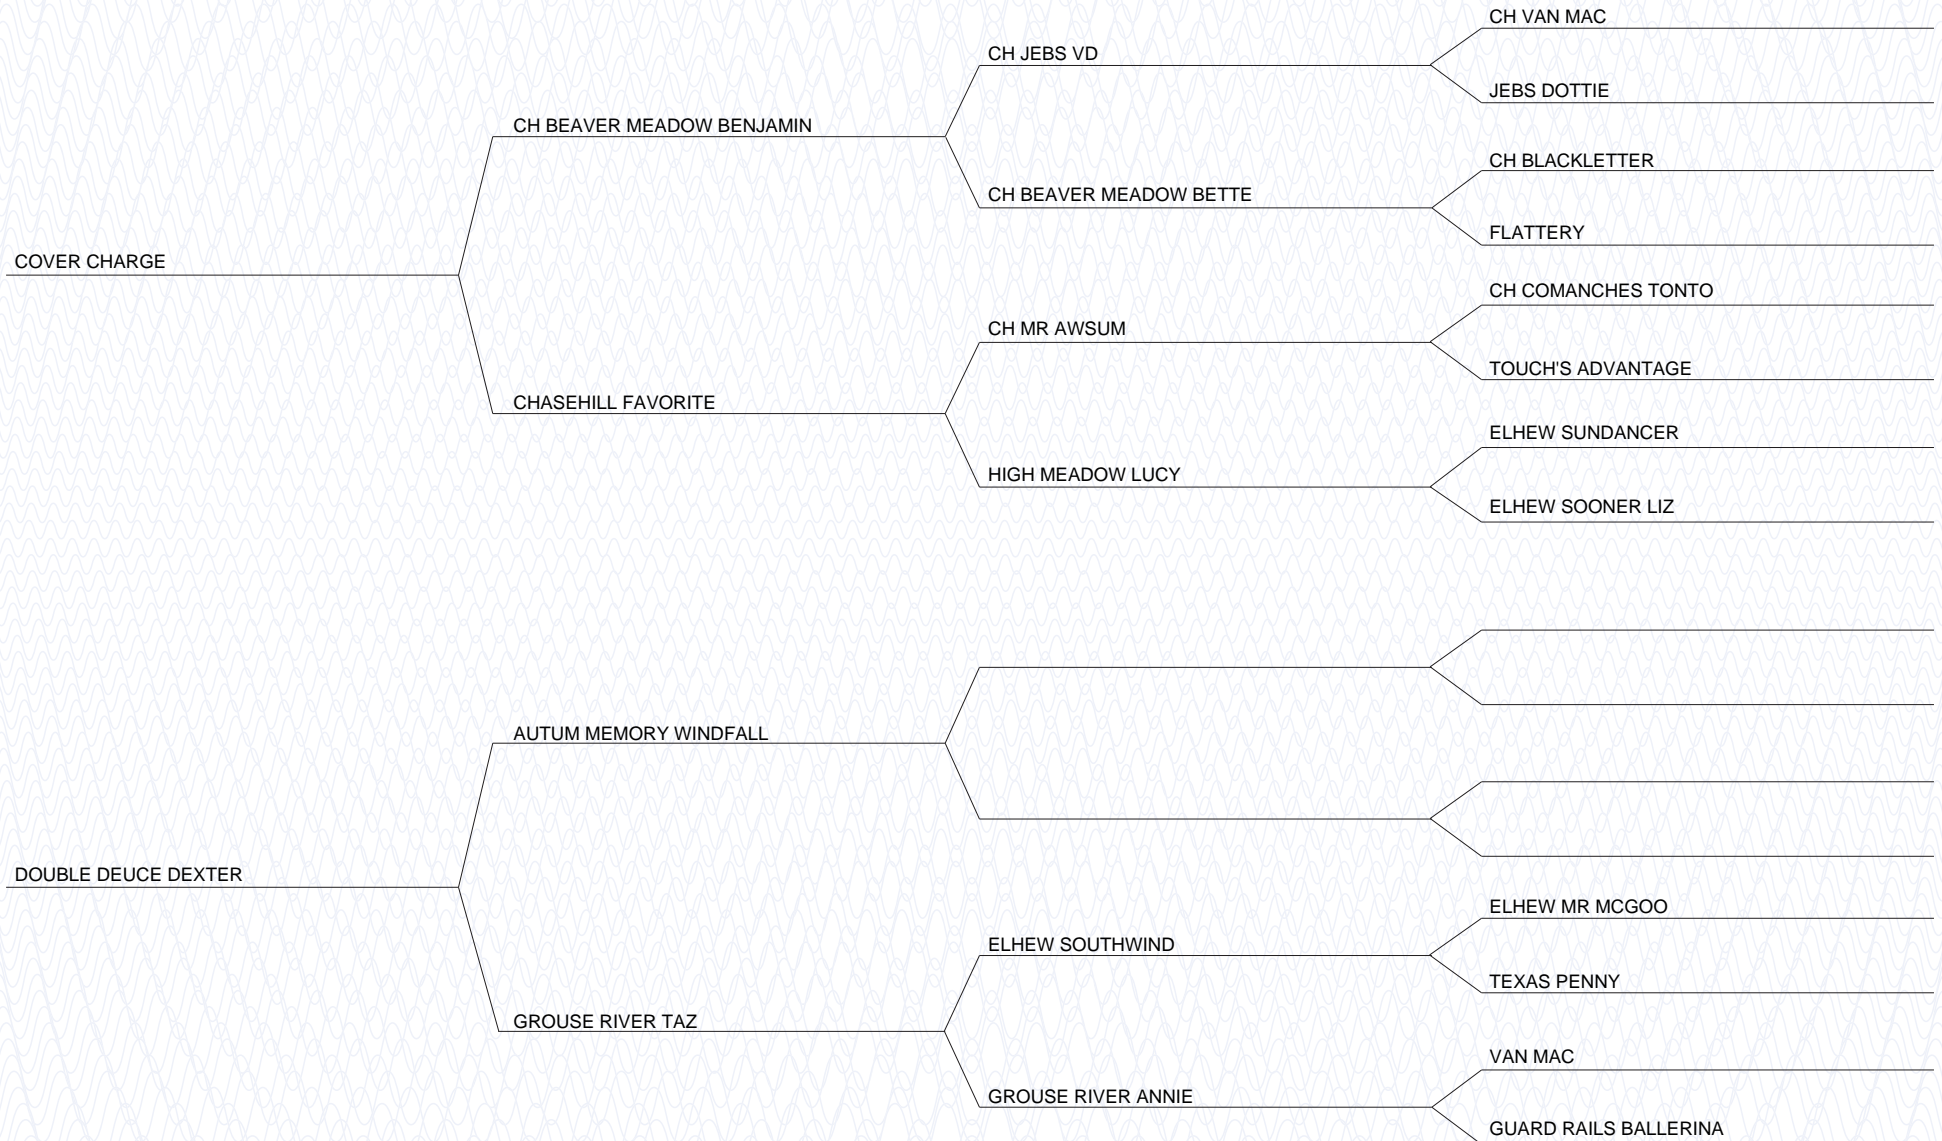 CH VAN MAC
CH JEBS VD
JEBS DOTTIE
CH BEAVER MEADOW BENJAMIN
CH BLACKLETTER
CH BEAVER MEADOW BETTE
FLATTERY
COVER CHARGE
CH COMANCHES TONTO
CH MR AWSUM
TOUCH'S ADVANTAGE
CHASEHILL FAVORITE
ELHEW SUNDANCER
HIGH MEADOW LUCY
ELHEW SOONER LIZ
AUTUM MEMORY WINDFALL
DOUBLE DEUCE DEXTER
ELHEW MR MCGOO
ELHEW SOUTHWIND
TEXAS PENNY
GROUSE RIVER TAZ
VAN MAC
GROUSE RIVER ANNIE
GUARD RAILS BALLERINA